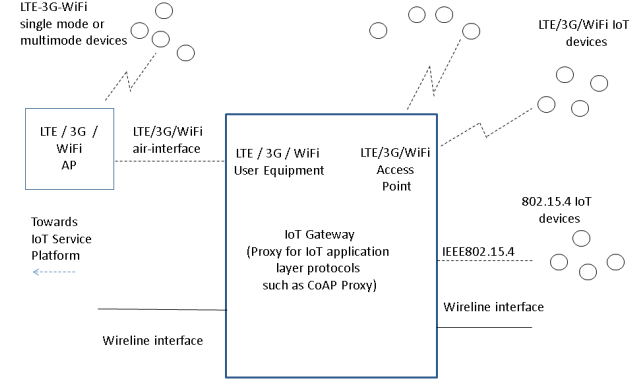 LTE-3G-WiFi
single mode or
multimode devices
LTE/3G/WiFi IoT
devices
LTE / 3G /
WiFi
AP
LTE/3G/WiFi
air-interface
LTE / 3G / WiFi
User Equipment
LTE/3G/WiFi
Access
Point
802.15.4 IoT
devices
Towards
IoT Service
Platform
IoT Gateway
(Proxy for IoT application
layer protocols
such as CoAP Proxy)
IEEE802.15.4
Wireline interface
Wireline interface